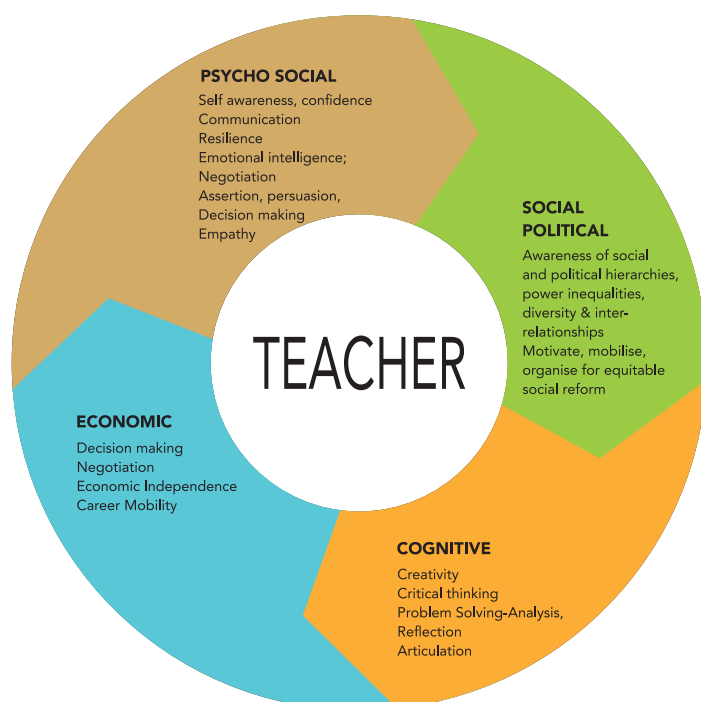 PSYCHO SOCIAL
Self awareness, confidence
Communication
Resilience
Emotional intelligence;
Negotiation
Assertion, persuasion,
Decision making
Empathy
SOCIAL
POLITICAL
Awareness of social
and political hierarchies,
power inequalities,
diversity & inter-
relationships
Motivate, mobilise,
organise for equitable
social reform
TEACHER
ECONOMIC
Decision making
Negotiation
Economic Independence
Career Mobility
COGNITIVE
Creativity
Critical thinking
Problem Solving-Analysis,
Reflection
Articulation